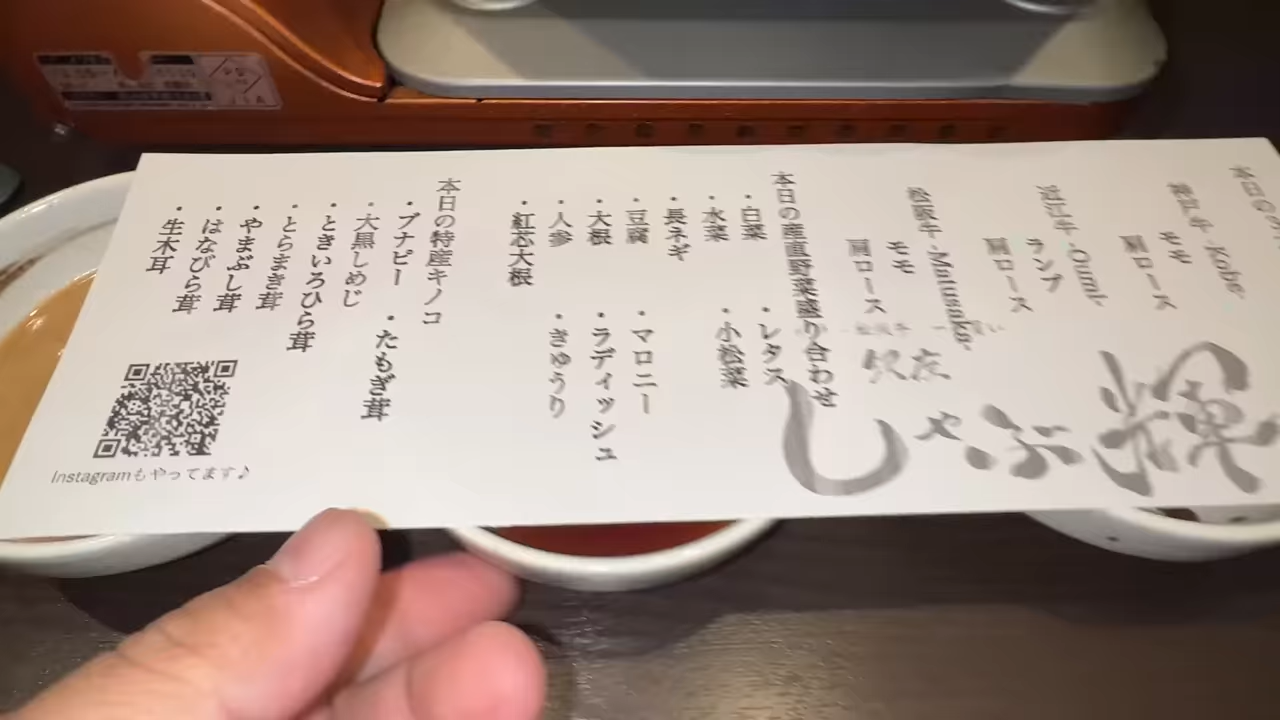 本日の
神戸牛 -Kobe-
モモ
肩ロース
近江牛 -Oumi-
ランプ
肩ロース
松阪牛 -Matusaka-
モモ
肩ロース
本日の産直野菜盛り合わせ
・白菜
・レタス
・水菜
・小松菜
・長ネギ
・豆腐
・マロニー
・大根
・ラディッシュ
・人参
・きゅうり
・紅芯大根
本日の特産キノコ
・ブナピー
・たもぎ茸
・大黒しめじ
・ときいろひら茸
・とらまき茸
・やまぶし茸
・はなびら茸
・生木耳
銀座
しゃぶ輝
Instagramもやってます♪